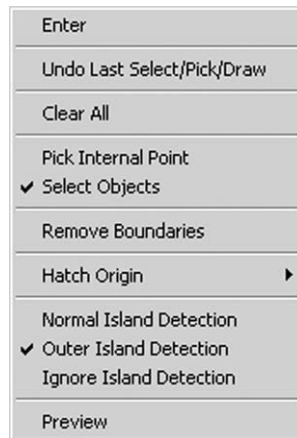 Enter
Undo Last Select/Pick/Draw
Clear All
Pick Internal Point
Select Objects
Remove Boundaries
Hatch Origin
Normal Island Detection
Outer Island Detection
Ignore Island Detection
Preview